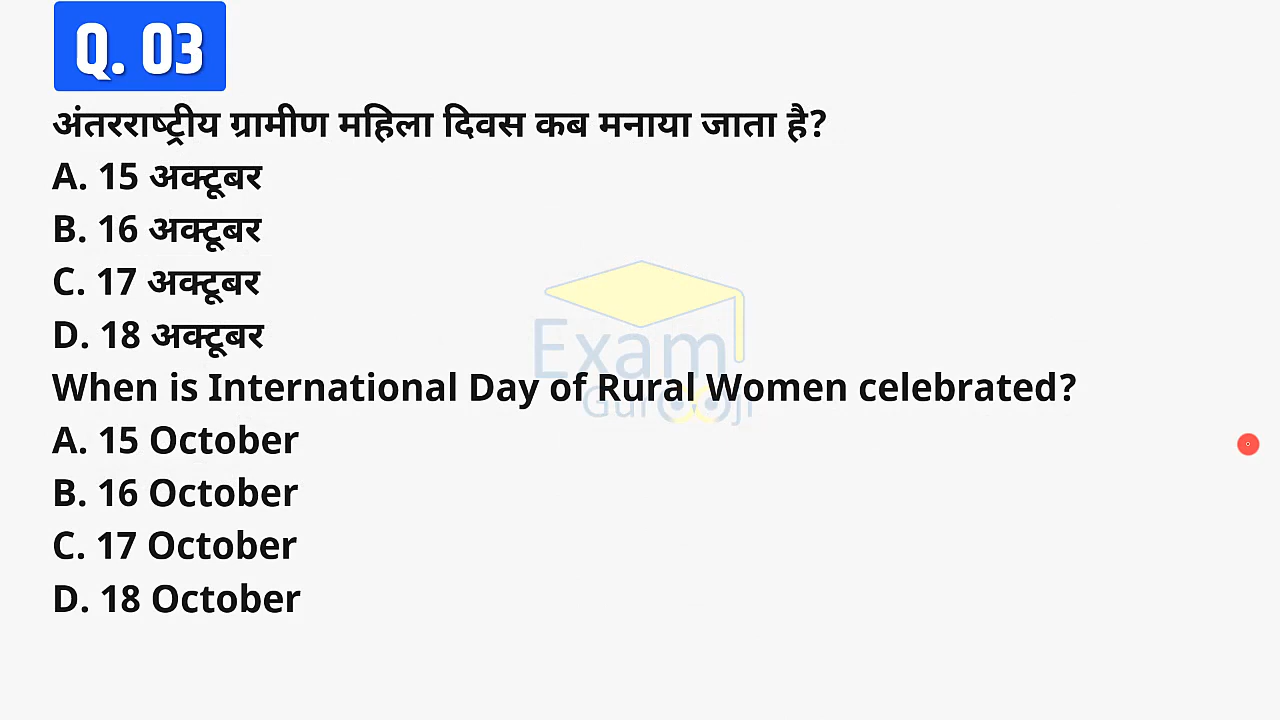 Q. 03
अंतरराष्ट्रीय ग्रामीण महिला दिवस कब मनाया जाता है?
A. 15 अक्टूबर
B. 16 अक्टूबर
C. 17 अक्टूबर
D. 18 अक्टूबर
Exam
Gurooji
When is International Day of Rural Women celebrated?
A. 15 October
B. 16 October
C. 17 October
D. 18 October